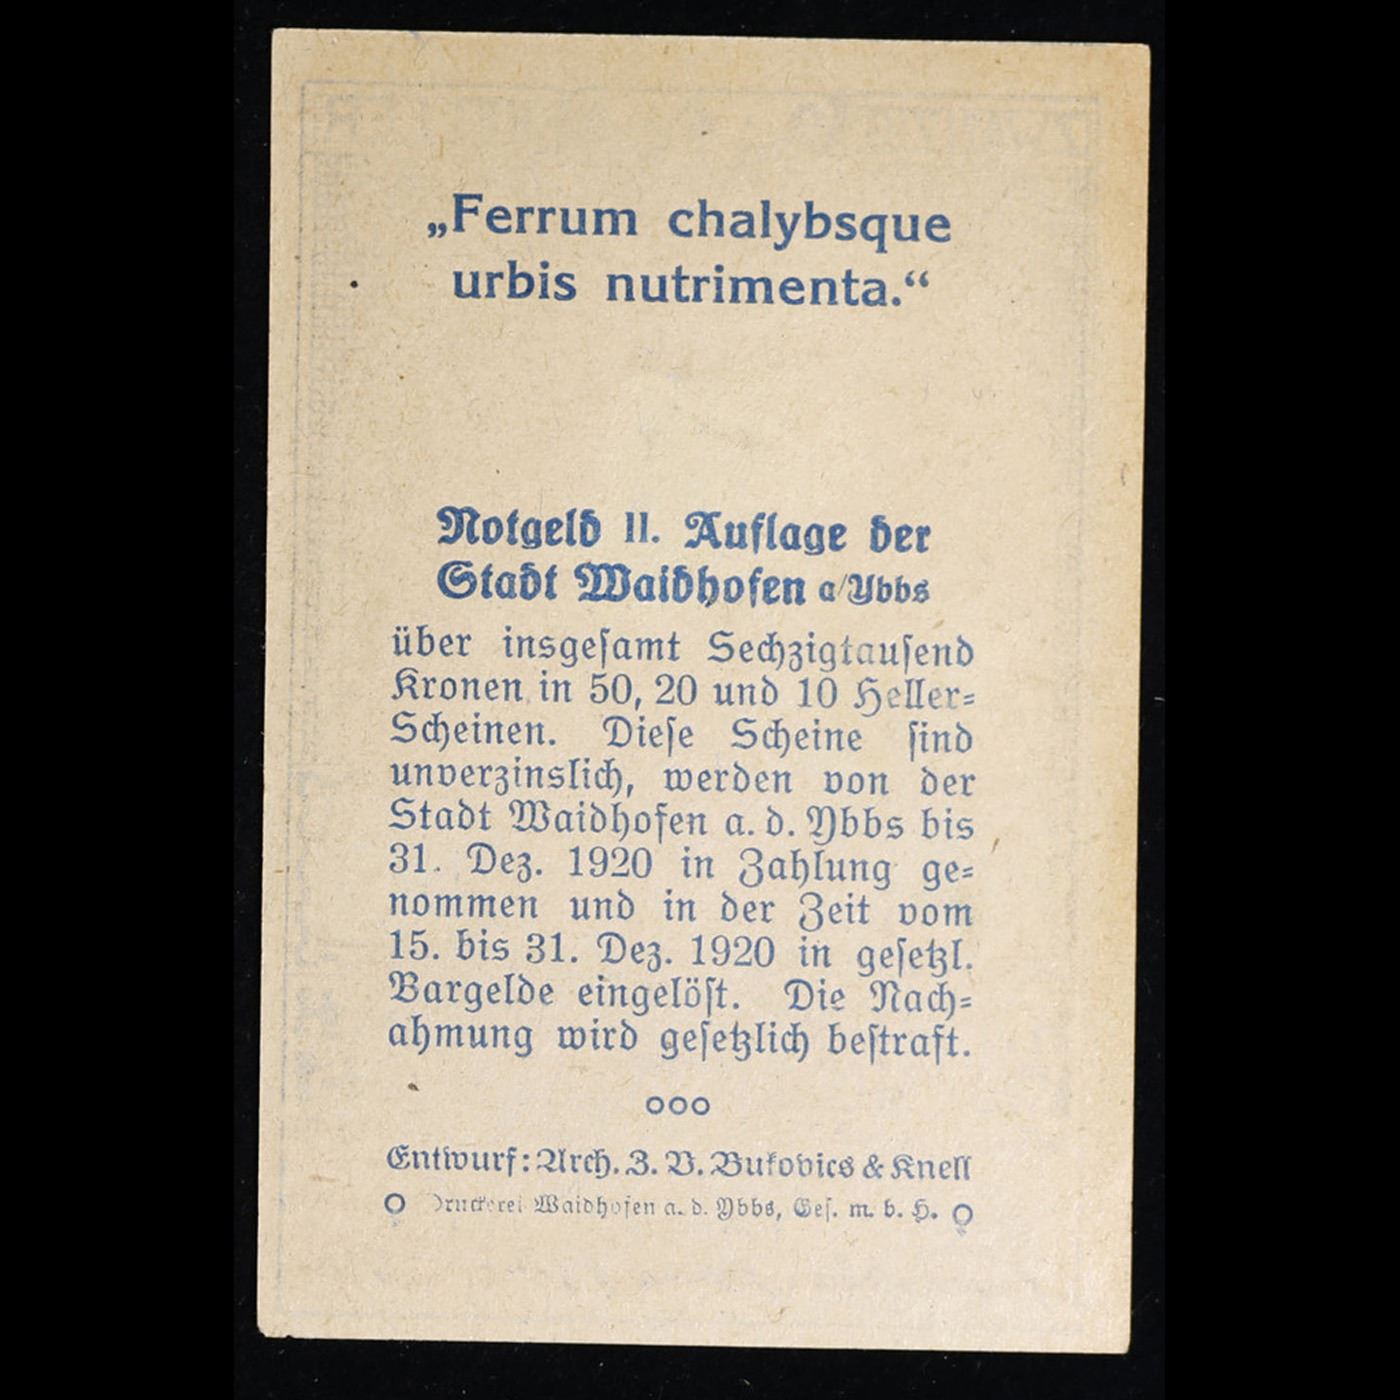 „Ferrum chalybsque
urbis nutrimenta.“
Notgeld II. Auflage der
Stadt Waidhofen a/Ybbs
über insgeſamt Sechzigtauſend
Kronen in 50, 20 und 10 Heller=
Scheinen. Dieſe Scheine ſind
unverzinslich, werden von der
Stadt Waidhofen a. d. Ybbs bis
31. Dez. 1920 in Zahlung ge=
nommen und in der Zeit vom
15. bis 31. Dez. 1920 in geſetzl.
Bargelde eingelöſt. Die Nach=
ahmung wird geſetzlich beſtraft.
Entwurf: Arch. Z. V. Bukovics & Knell
Druckerei Waidhofen a. d. Ybbs, Geſ. m. b. H.